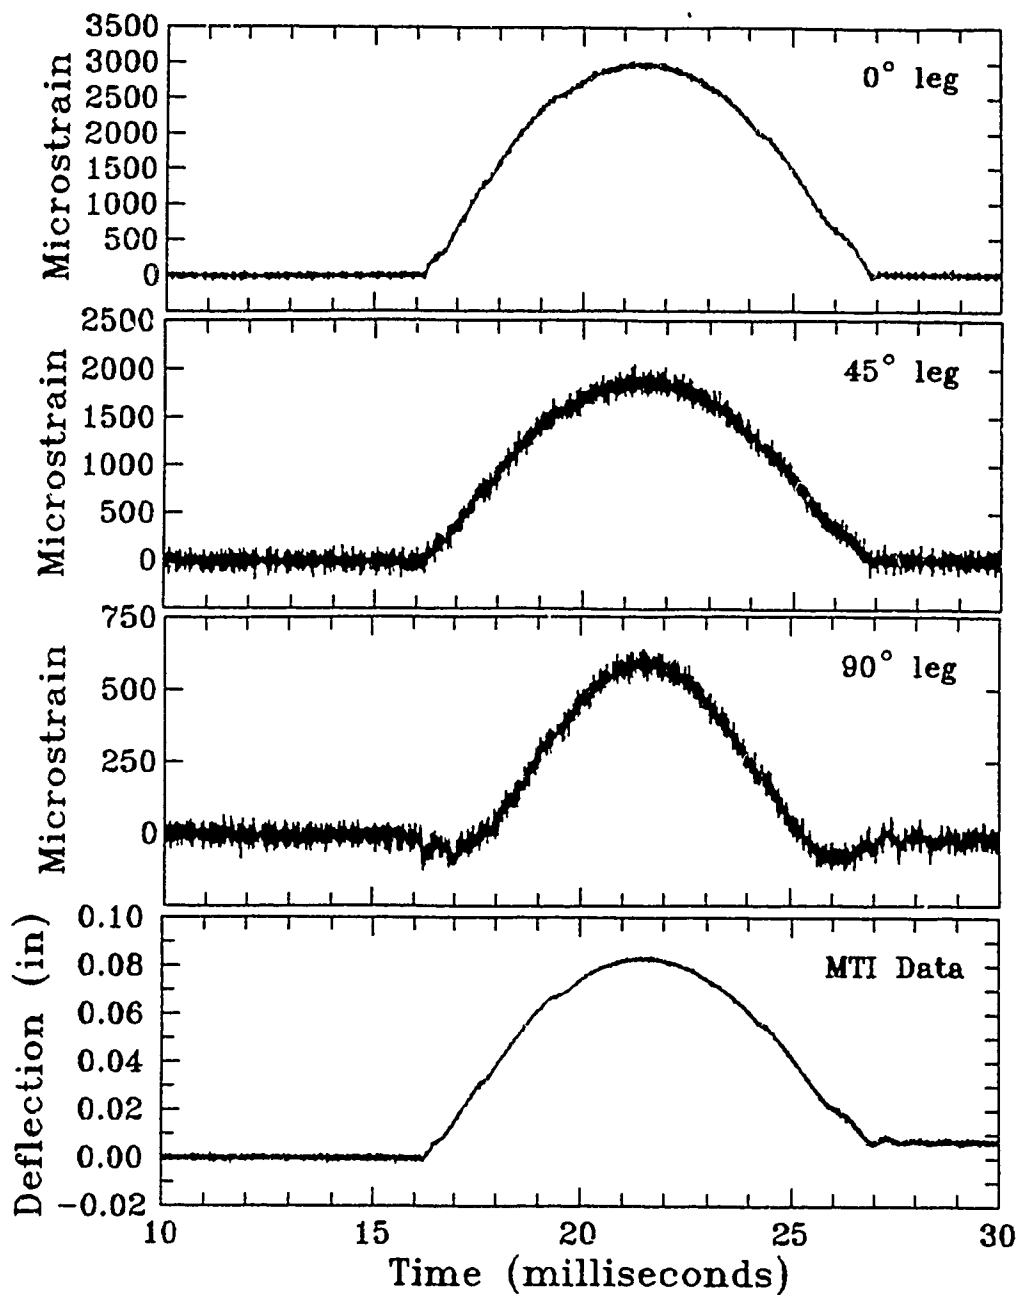 3500
3000
2500
2000
1500
1000
500
0
Microstrain
0° leg
2500
2000
1500
1000
500
0
Microstrain
45° leg
750
500
250
0
Microstrain
90° leg
0.10
0.08
0.06
0.04
0.02
0.00
-0.02
Deflection (in)
MTI Data
10 15 20 25 30
Time (milliseconds)